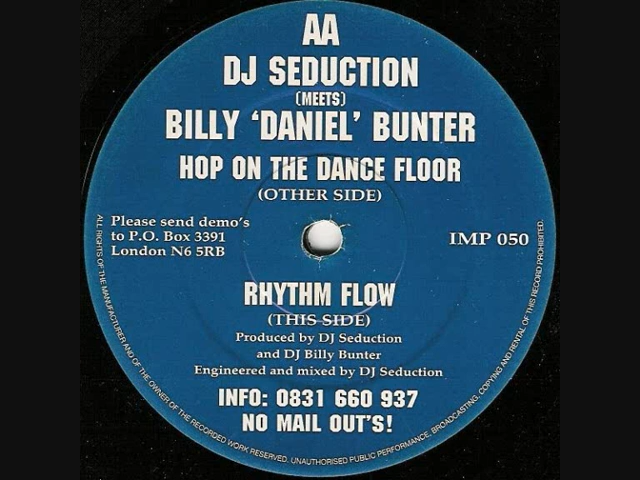 AA
DJ SEDUCTION
(MEETS)
BILLY 'DANIEL' BUNTER
HOP ON THE DANCE FLOOR
(OTHER SIDE)
Please send demo's
to P.O. Box 3391
London N6 5RB
IMP 050
RHYTHM FLOW
(THIS SIDE)
Produced by DJ Seduction
and DJ Billy Bunter
Engineered and mixed by DJ Seduction
INFO: 0831 660 937
NO MAIL OUT'S!
ALL RIGHTS OF THE MANUFACTURER AND OF THE OWNER OF THE RECORDED WORK RESERVED. UNAUTHORISED PUBLIC PERFORMANCE, BROADCASTING, COPYING AND RENTAL OF THIS RECORD PROHIBITED.